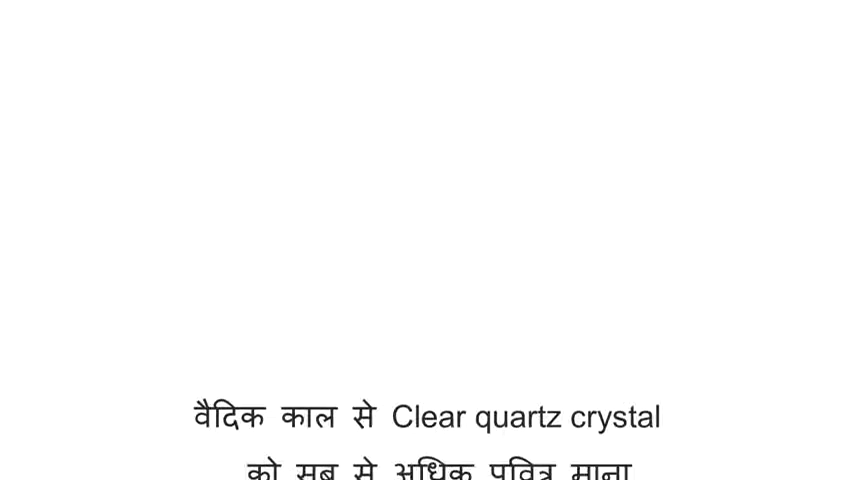 वैदिक काल से Clear quartz crystal
को सब से अधिक पवित्र माना